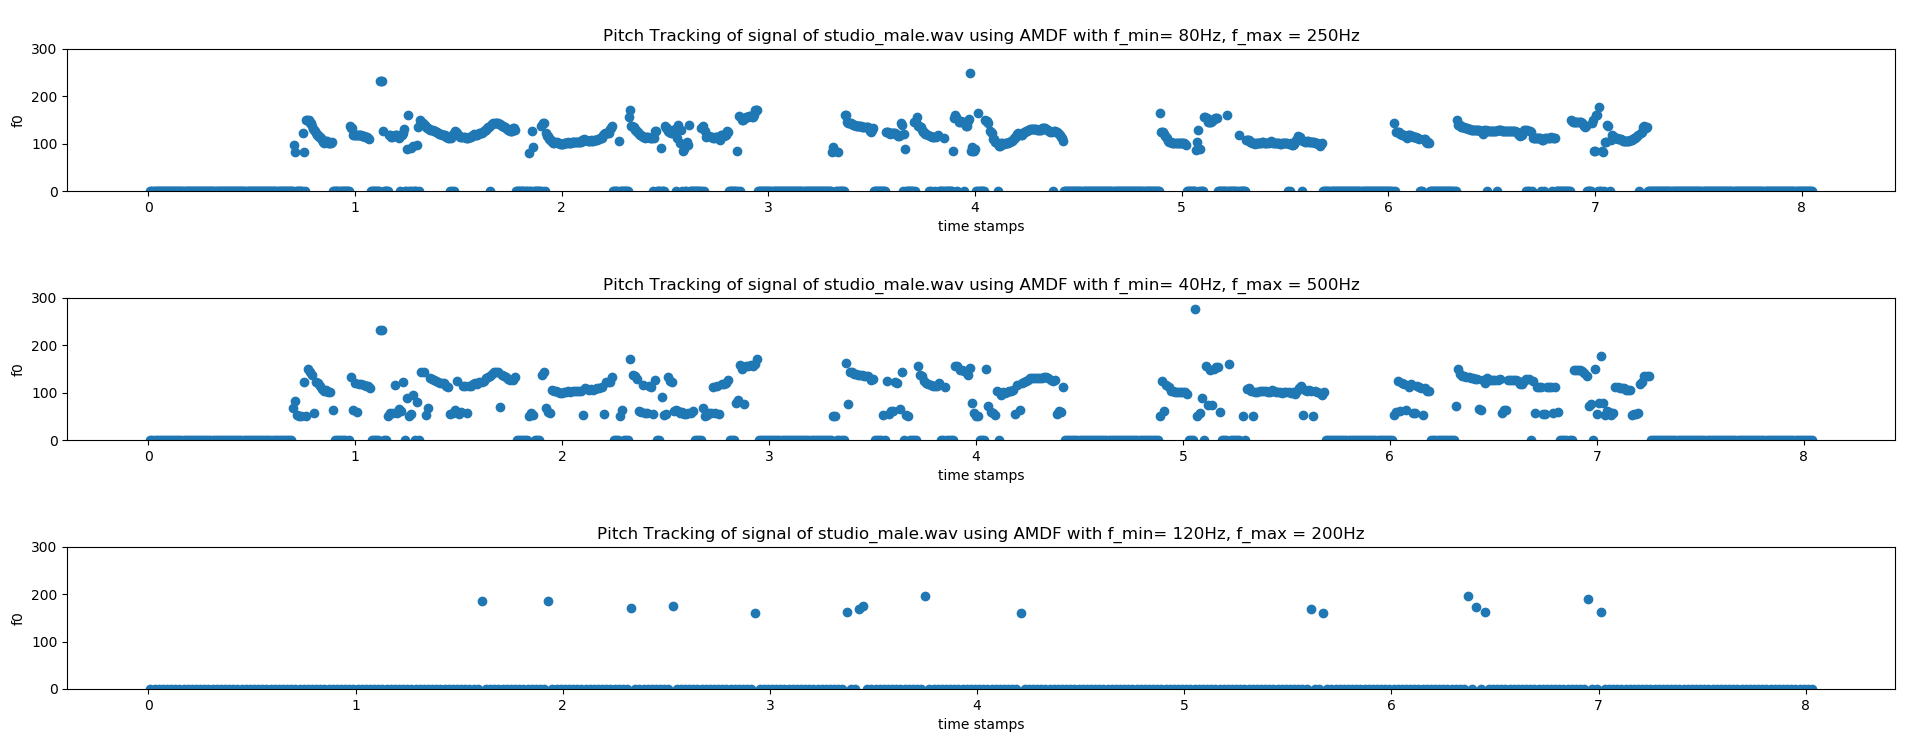 Pitch Tracking of signal of studio_male.wav using AMDF with f_min= 80Hz, f_max = 250Hz
300
200
100
0
f0
0 1 2 3 4 5 6 7 8
time stamps
Pitch Tracking of signal of studio_male.wav using AMDF with f_min= 40Hz, f_max = 500Hz
300
200
100
0
f0
0 1 2 3 4 5 6 7 8
time stamps
Pitch Tracking of signal of studio_male.wav using AMDF with f_min= 120Hz, f_max = 200Hz
300
200
100
0
f0
0 1 2 3 4 5 6 7 8
time stamps